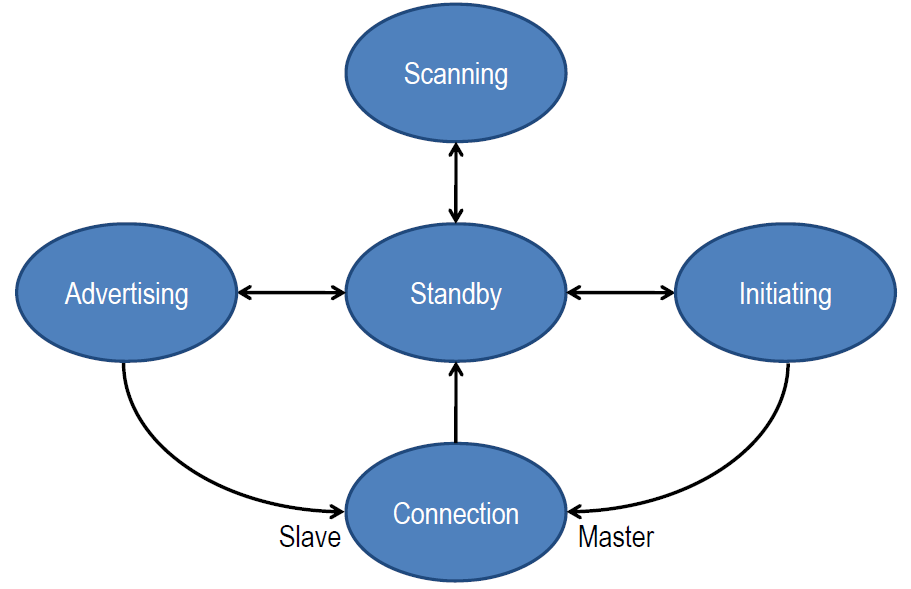 Scanning
Advertising
Standby
Initiating
Connection
Slave
Master